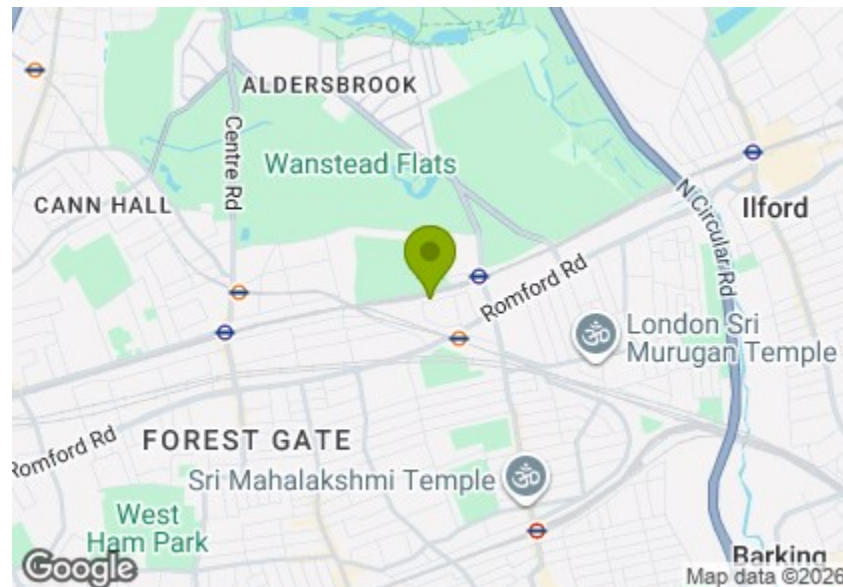 ALDERSBROOK
Centre Rd
Wanstead Flats
CANN HALL
N Circular Rd
Ilford
Romford Rd
London Sri
Murugan Temple
FOREST GATE
Romford Rd
Sri Mahalakshmi Temple
West
Ham Park
Barking
Google
Map data ©2026